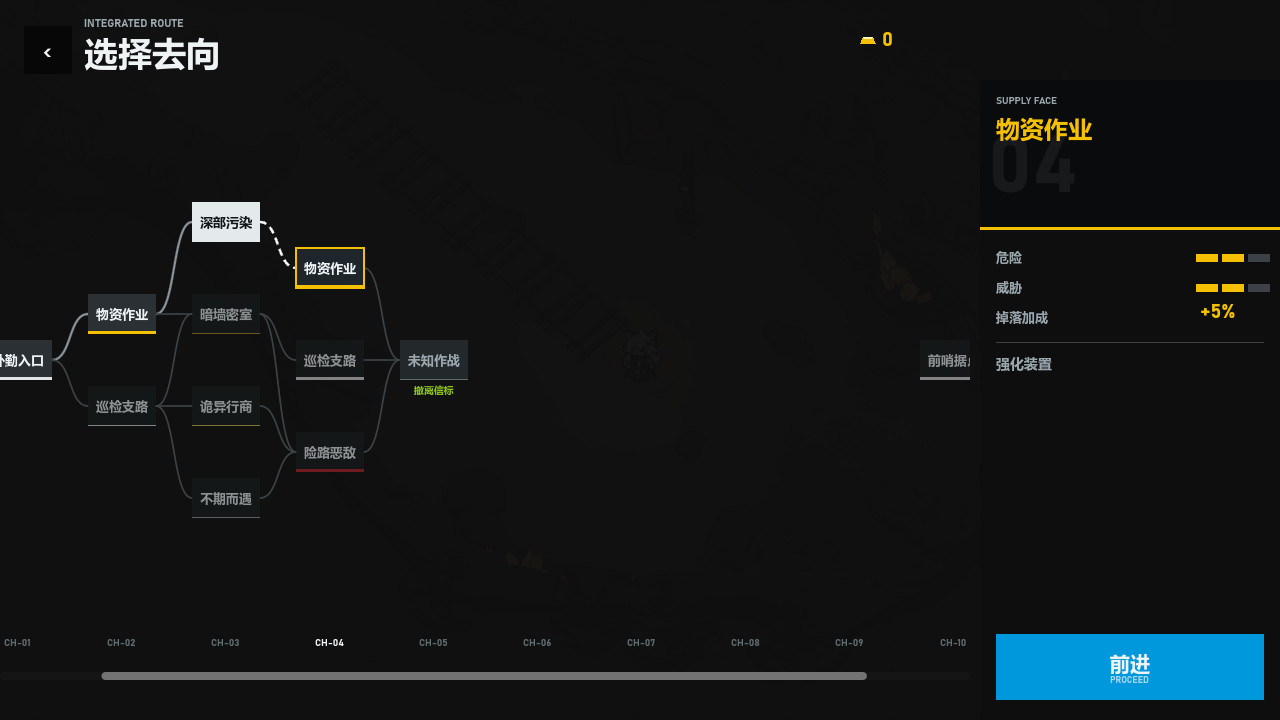 INTEGRATED ROUTE
选择去向
0
SUPPLY FACE
物资作业
04
危险
威胁
掉落加成
+5%
强化装置
深部污染
物资作业
物资作业
暗墙密室
外勤入口
巡检支路
未知作战
撤离信标
前哨据
巡检支路
诡异行商
险路恶敌
不期而遇
CH-01
CH-02
CH-03
CH-04
CH-05
CH-06
CH-07
CH-08
CH-09
CH-10
前进
PROCEED